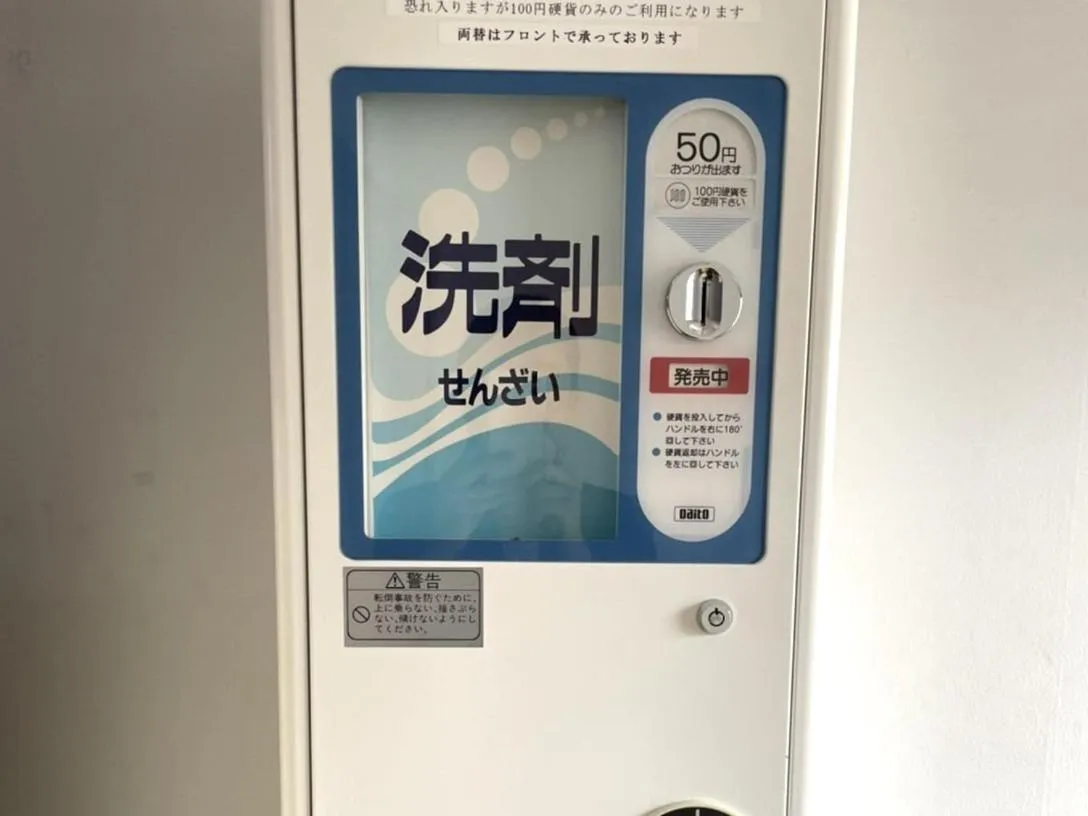 恐れ入りますが100円硬貨のみのご利用になります
両替はフロントで承っております
50円
おつりが出ます
100 100円硬貨を
ご使用下さい
洗剤
せんざい
発売中
●硬貨を投入してから
ハンドルを右に180°
回して下さい
●硬貨返却はハンドル
を左に回して下さい
Daito
⚠警告
転倒事故を防ぐために、
上に乗らない、揺さぶら
ない、傾けないようにし
てください。